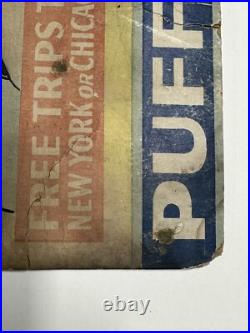 FREE TRIPS T
NEW YORK OR CHICA
PUFF